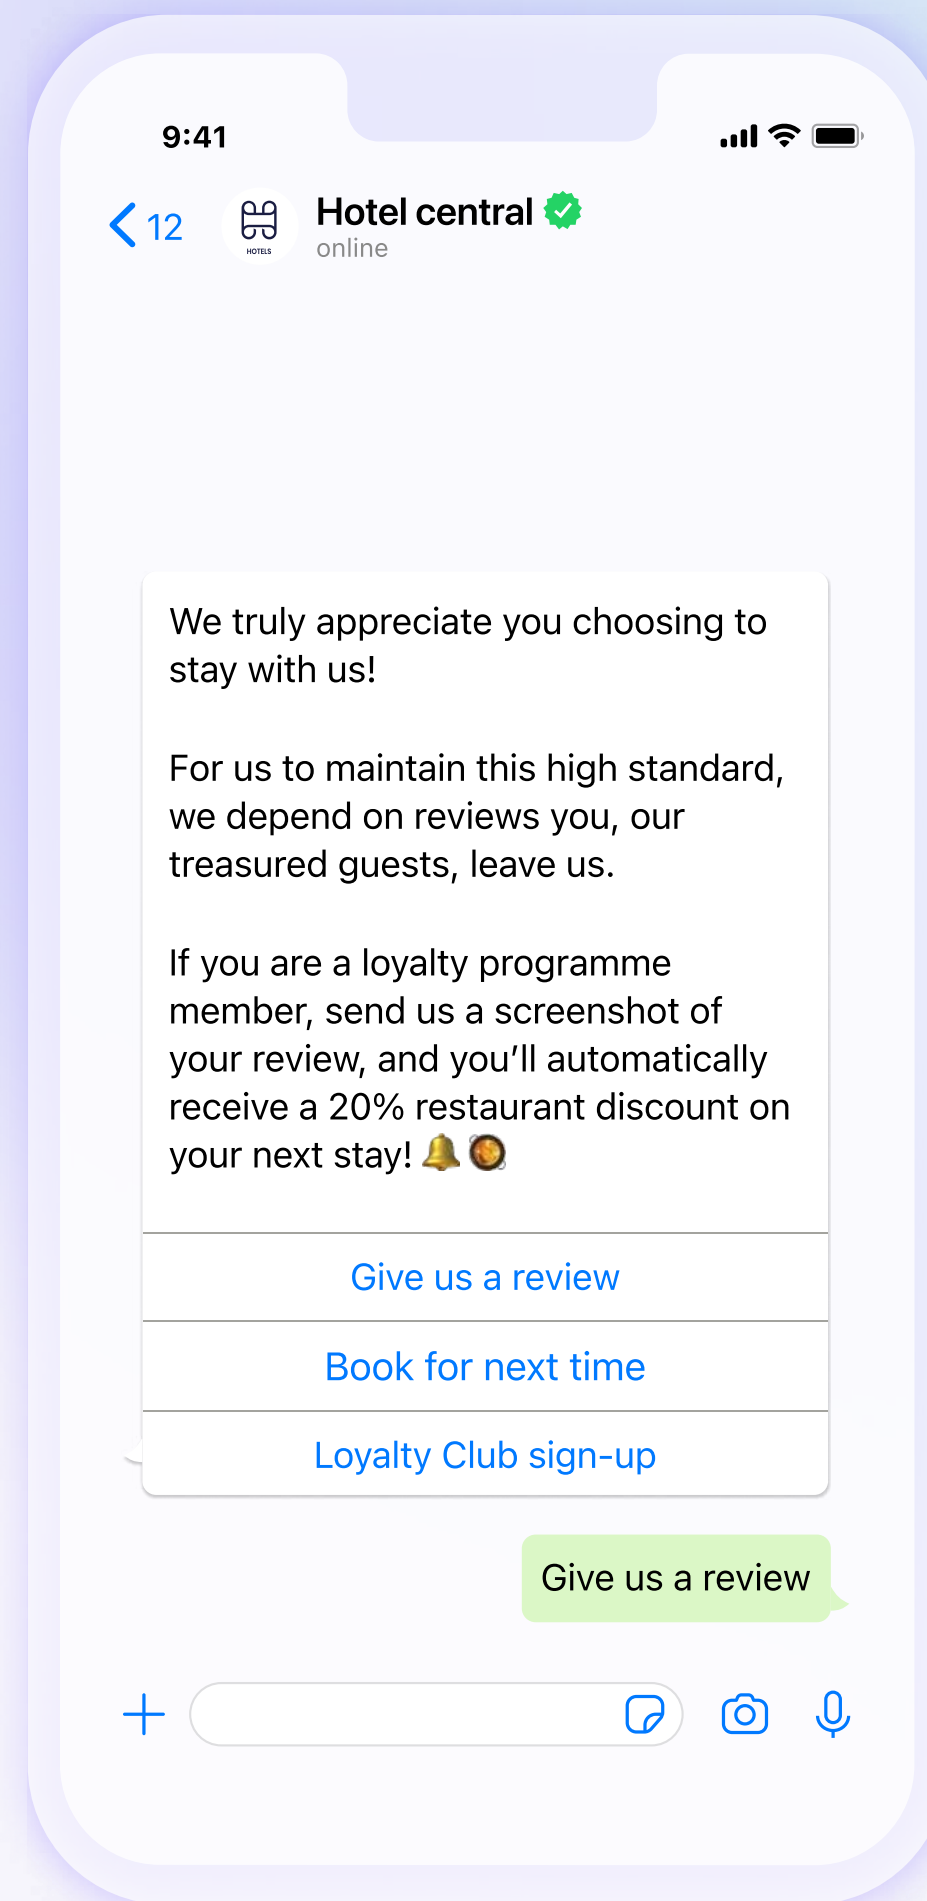 9:41
12
Hotel central
online
HOTELS
We truly appreciate you choosing to
stay with us!
For us to maintain this high standard,
we depend on reviews you, our
treasured guests, leave us.
If you are a loyalty programme
member, send us a screenshot of
your review, and you’ll automatically
receive a 20% restaurant discount on
your next stay! 🛎️🥘
Give us a review
Book for next time
Loyalty Club sign-up
Give us a review